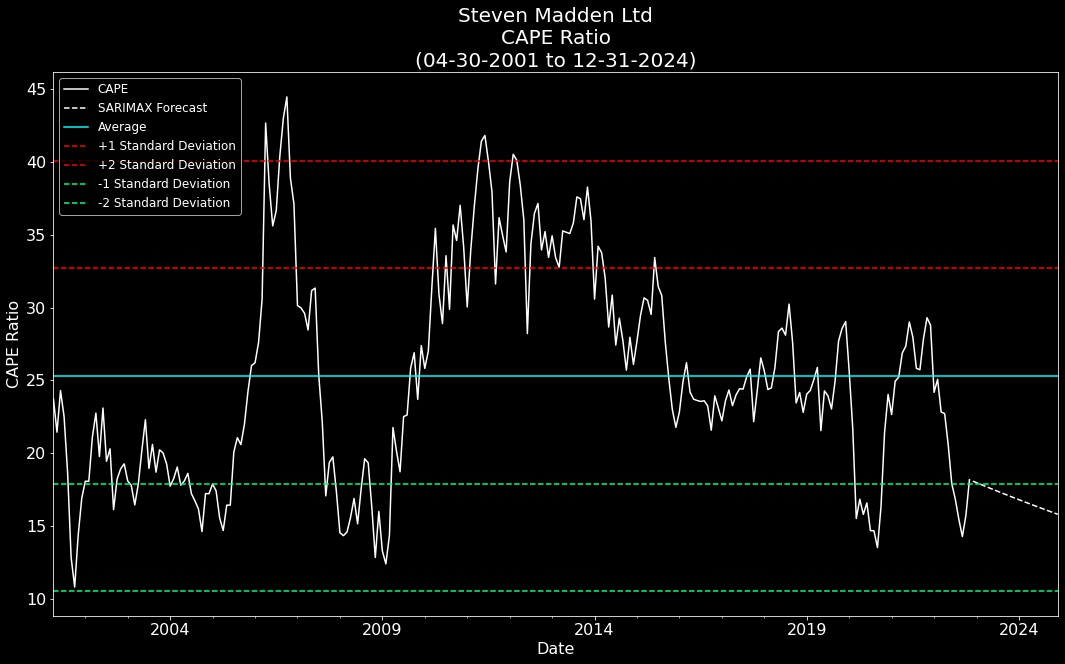 Steven Madden Ltd
CAPE Ratio
(04-30-2001 to 12-31-2024)
CAPE
SARIMAX Forecast
Average
+1 Standard Deviation
+2 Standard Deviation
-1 Standard Deviation
-2 Standard Deviation
45
40
35
30
25
20
15
10
CAPE Ratio
2004
2009
2014
2019
2024
Date